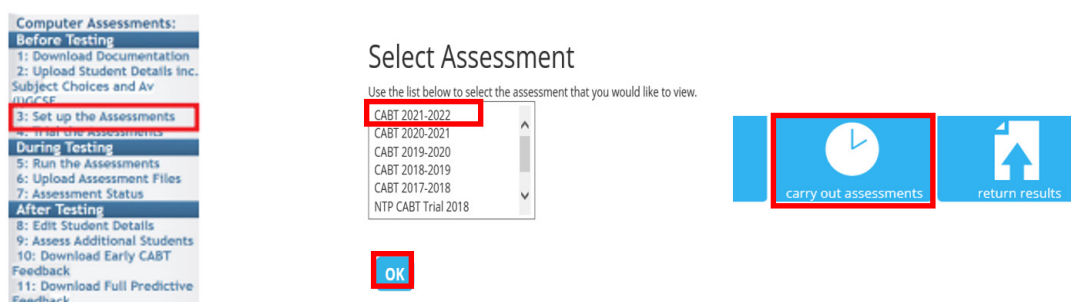 Computer Assessments:
Before Testing
1: Download Documentation
2: Upload Student Details inc.
Subject Choices and Av
(I)GCSE
3: Set up the Assessments
4: Trial the Assessments
During Testing
5: Run the Assessments
6: Upload Assessment Files
7: Assessment Status
After Testing
8: Edit Student Details
9: Assess Additional Students
10: Download Early CABT
Feedback
11: Download Full Predictive
Feedback
Select Assessment
Use the list below to select the assessment that you would like to view.
CABT 2021-2022
CABT 2020-2021
CABT 2019-2020
CABT 2018-2019
CABT 2017-2018
NTP CABT Trial 2018
OK
carry out assessments
return results